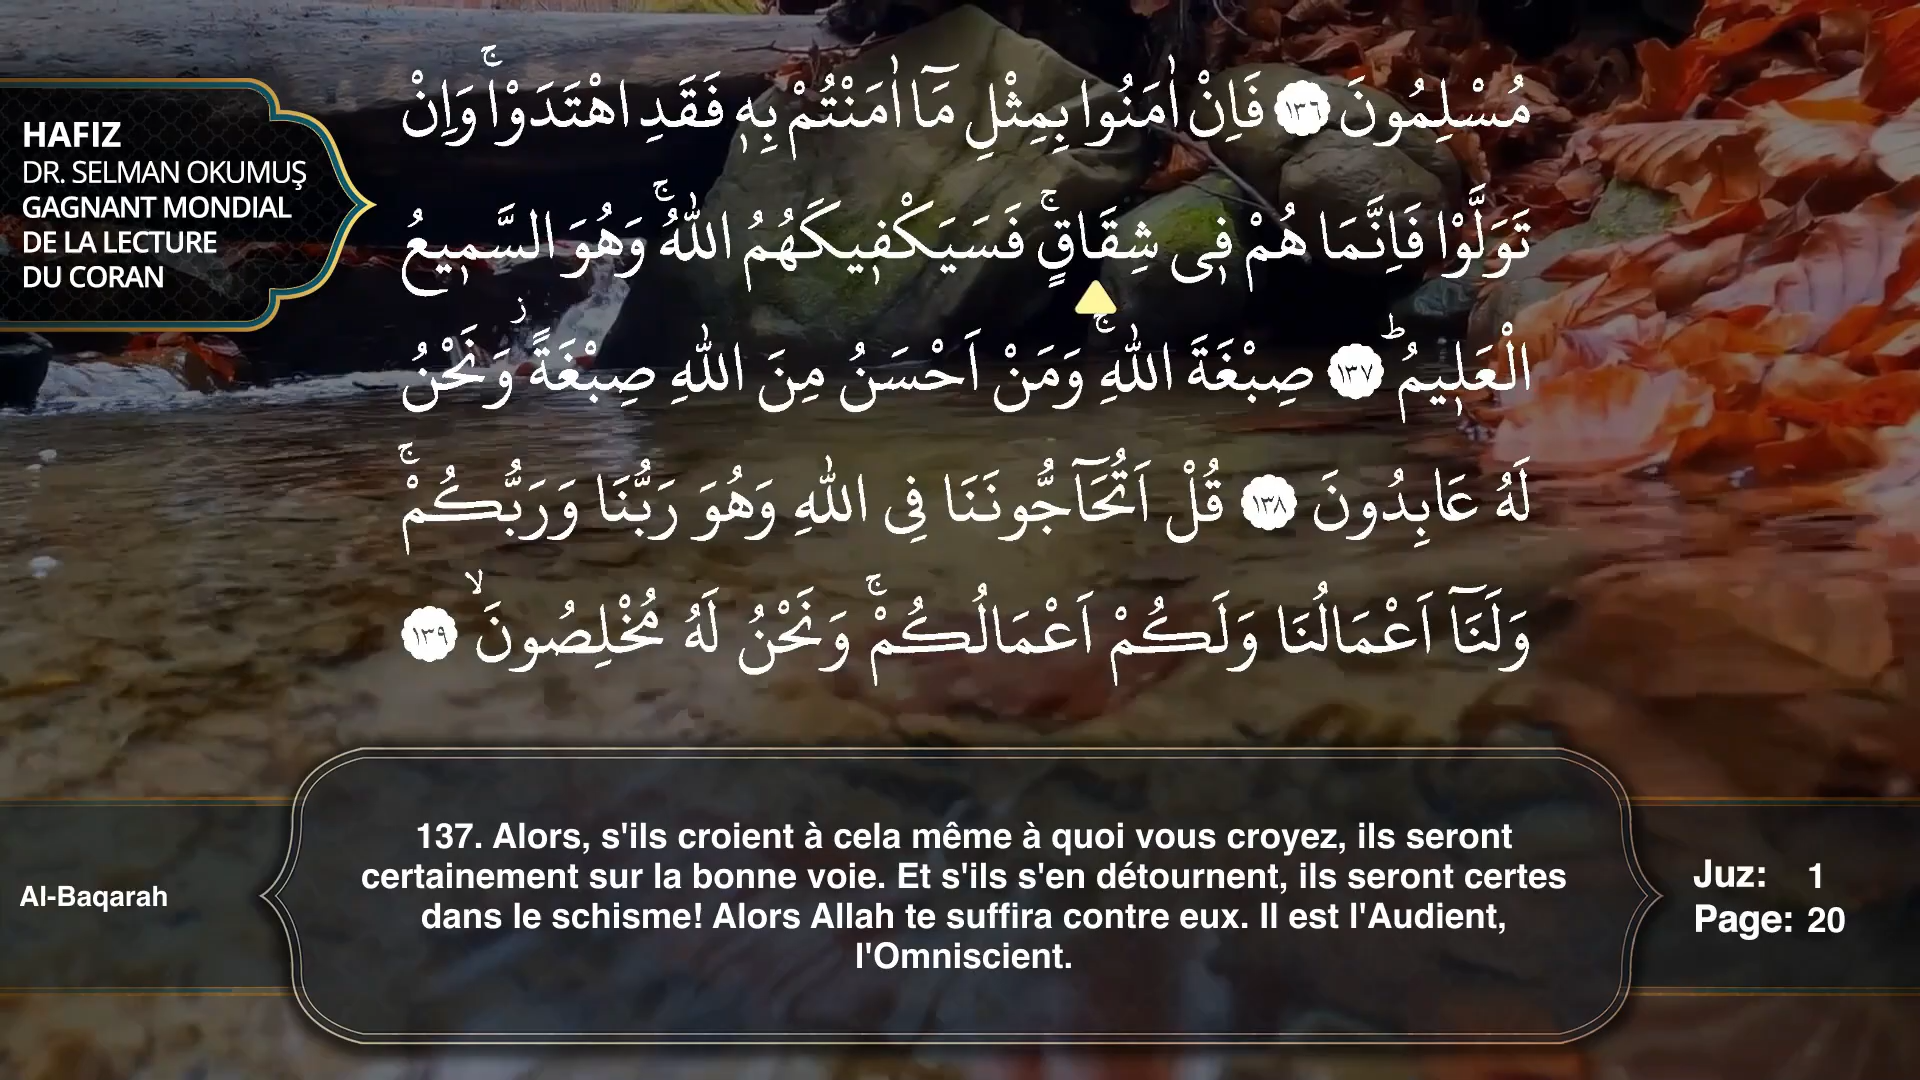 HAFIZ
DR. SELMAN OKUMUŞ
GAGNANT MONDIAL
DE LA LECTURE
DU CORAN
مُسْلِمُونَ ﴿١٣٦﴾ فَاِنْ اٰمَنُوا بِمِثْلِ مَٓا اٰمَنْتُمْ بِهٖ فَقَدِ اهْتَدَوْاۚ وَاِنْ
تَوَلَّوْا فَاِنَّمَا هُمْ فٖى شِقَاقٍۚ فَسَيَكْفٖيكَهُمُ اللّٰهُۚ وَهُوَ السَّمٖيعُ
الْعَلٖيمُؕ ﴿١٣٧﴾ صِبْغَةَ اللّٰهِۚ وَمَنْ اَحْسَنُ مِنَ اللّٰهِ صِبْغَةًؗ وَنَحْنُ
لَهُ عَابِدُونَ ﴿١٣٨﴾ قُلْ اَتُحَٓاجُّونَنَا فِى اللّٰهِ وَهُوَ رَبُّنَا وَرَبُّكُمْۚ
وَلَنَٓا اَعْمَالُنَا وَلَكُمْ اَعْمَالُكُمْۚ وَنَحْنُ لَهُ مُخْلِصُونَۙ ﴿١٣٩﴾
137. Alors, s'ils croient à cela même à quoi vous croyez, ils seront
certainement sur la bonne voie. Et s'ils s'en détournent, ils seront certes
dans le schisme! Alors Allah te suffira contre eux. Il est l'Audient,
l'Omniscient.
Al-Baqarah
Juz: 1
Page: 20